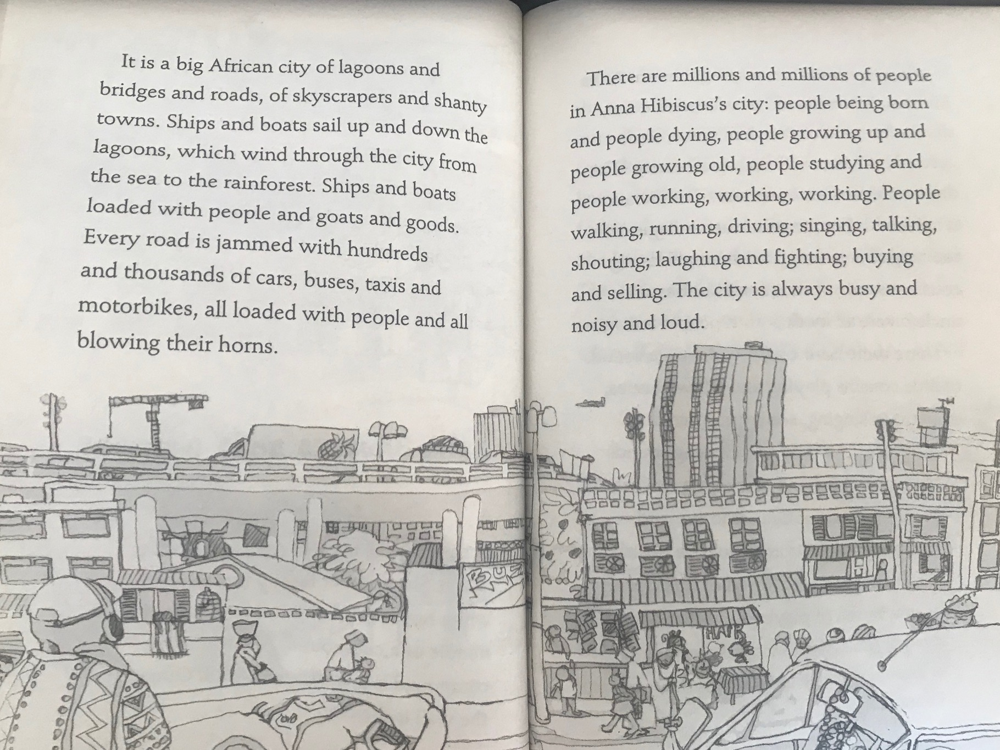 It is a big African city of lagoons and
bridges and roads, of skyscrapers and shanty
towns. Ships and boats sail up and down the
lagoons, which wind through the city from
the sea to the rainforest. Ships and boats
loaded with people and goats and goods.
Every road is jammed with hundreds
and thousands of cars, buses, taxis and
motorbikes, all loaded with people and all
blowing their horns.
There are millions and millions of people
in Anna Hibiscus's city: people being born
and people dying, people growing up and
people growing old, people studying and
people working, working, working. People
walking, running, driving; singing, talking,
shouting; laughing and fighting; buying
and selling. The city is always busy and
noisy and loud.
HAIR